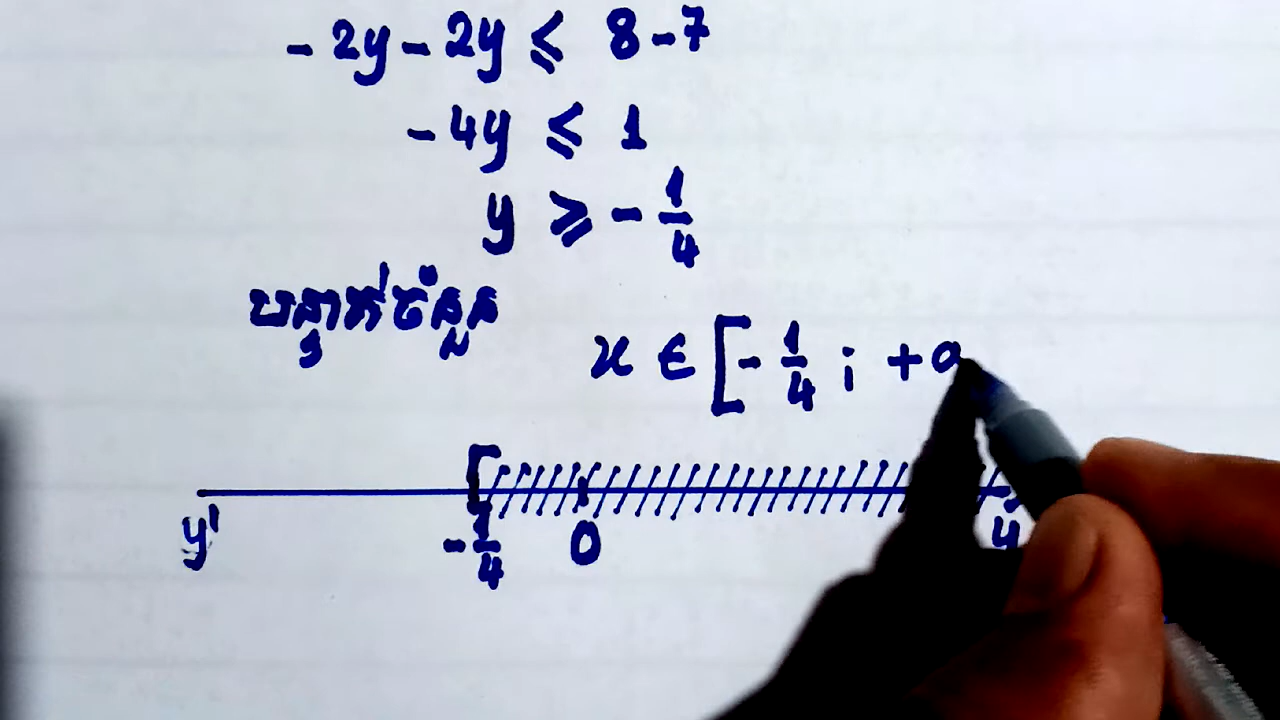 -2y-2y ≤ 8-7
-4y ≤ 1
y ≥ -1/4
បន្ទាត់ចំនួន
x ∈ [-1/4 ; +
y' -1/4 0 y